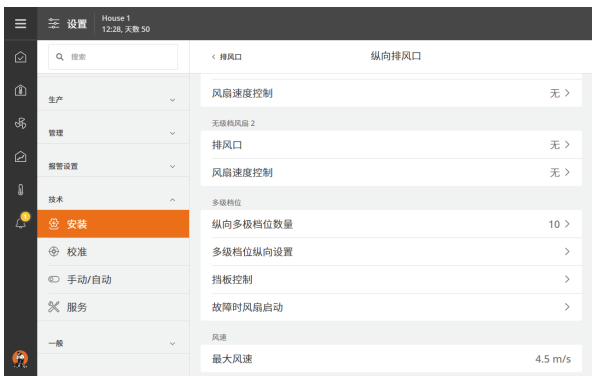 设置
House 1
12:28, 天数 50
搜索
生产
管理
报警设置
技术
安装
校准
手动/自动
服务
一般
排风口
纵向排风口
风扇速度控制 无
无级档风扇 2
排风口 无
风扇速度控制 无
多级档位
纵向多极档位数量 10
多级档位纵向设置
挡板控制
故障时风扇启动
风速
最大风速 4.5 m/s
1